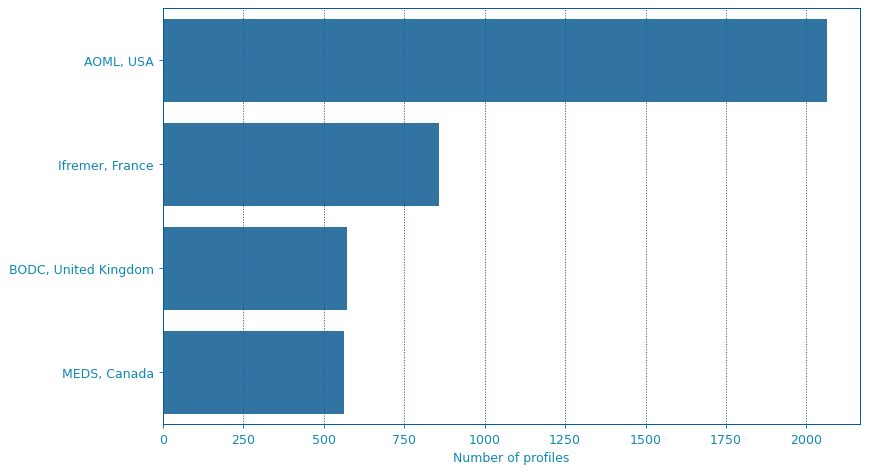 AOML, USA
Ifremer, France
BODC, United Kingdom
MEDS, Canada
0 250 500 750 1000 1250 1500 1750 2000
Number of profiles